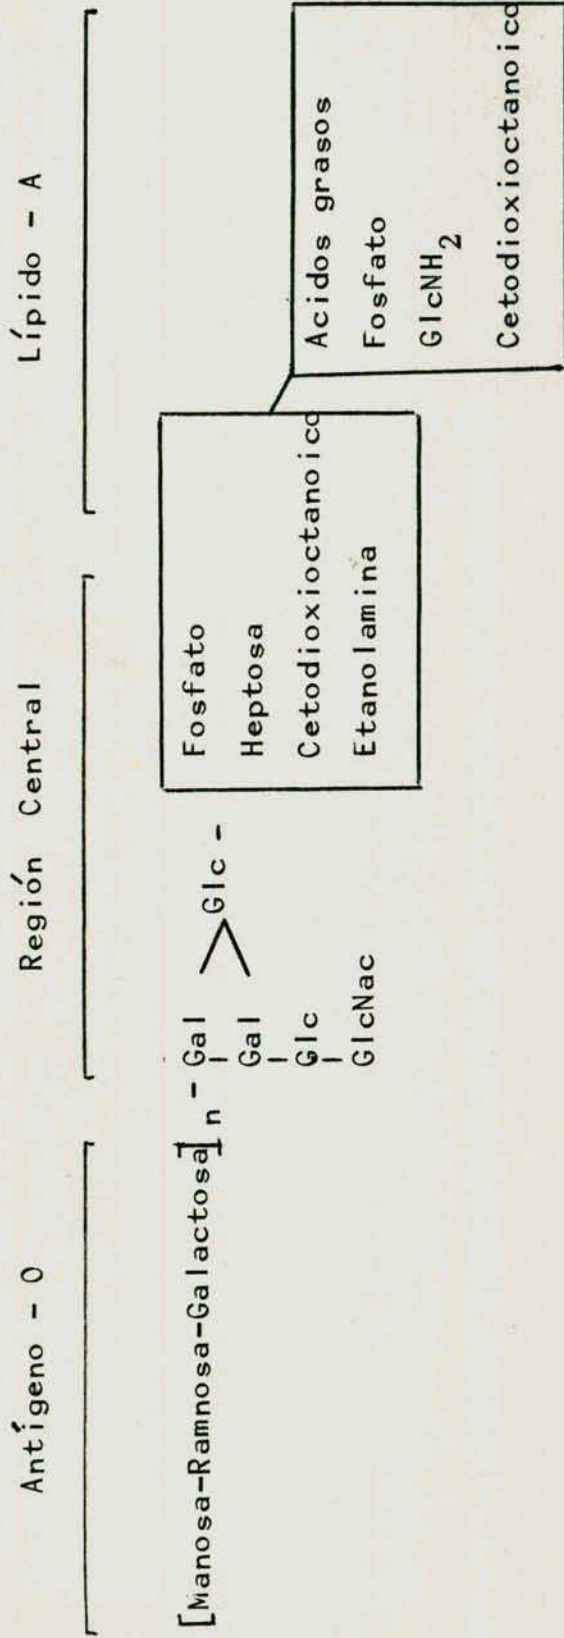 Antígeno - O
Región Central
Lípido - A
[Manosa-Ramnosa-Galactosa]n - Gal
Gal
Glc
GlcNac
> Glc -
Fosfato
Heptosa
Cetodioxioctanoico
Etanolamina
Acidos grasos
Fosfato
GlcNH2
Cetodioxioctanoico